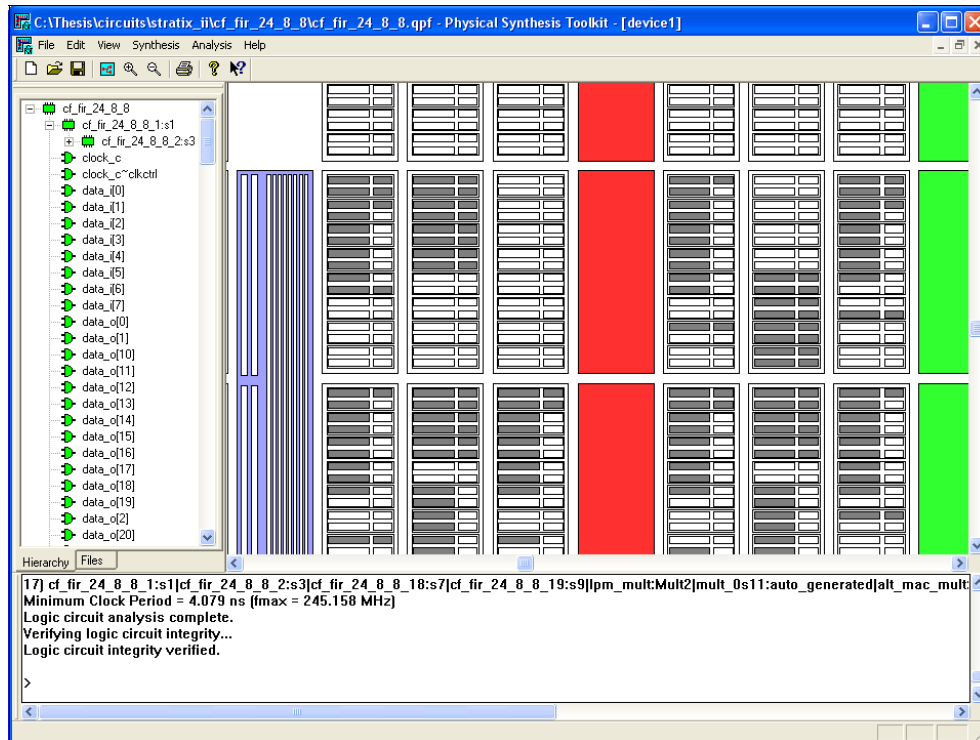 C:\Thesis\circuits\stratix_ii\cf_fir_24_8_8\cf_fir_24_8_8.qpf - Physical Synthesis Toolkit - [device1]
File Edit View Synthesis Analysis Help
cf_fir_24_8_8
cf_fir_24_8_8_1:s1
cf_fir_24_8_8_2:s3
clock_c
clock_c~clkctrl
data_i[0]
data_i[1]
data_i[2]
data_i[3]
data_i[4]
data_i[5]
data_i[6]
data_i[7]
data_o[0]
data_o[1]
data_o[10]
data_o[11]
data_o[12]
data_o[13]
data_o[14]
data_o[15]
data_o[16]
data_o[17]
data_o[18]
data_o[19]
data_o[2]
data_o[20]
Hierarchy Files
17) cf_fir_24_8_8_1:s1|cf_fir_24_8_8_2:s3|cf_fir_24_8_8_18:s7|cf_fir_24_8_8_19:s9|lpm_mult:Mult2|mult_0s11:auto_generated|alt_mac_mult:
Minimum Clock Period = 4.079 ns (fmax = 245.158 MHz)
Logic circuit analysis complete.
Verifying logic circuit integrity...
Logic circuit integrity verified.
>